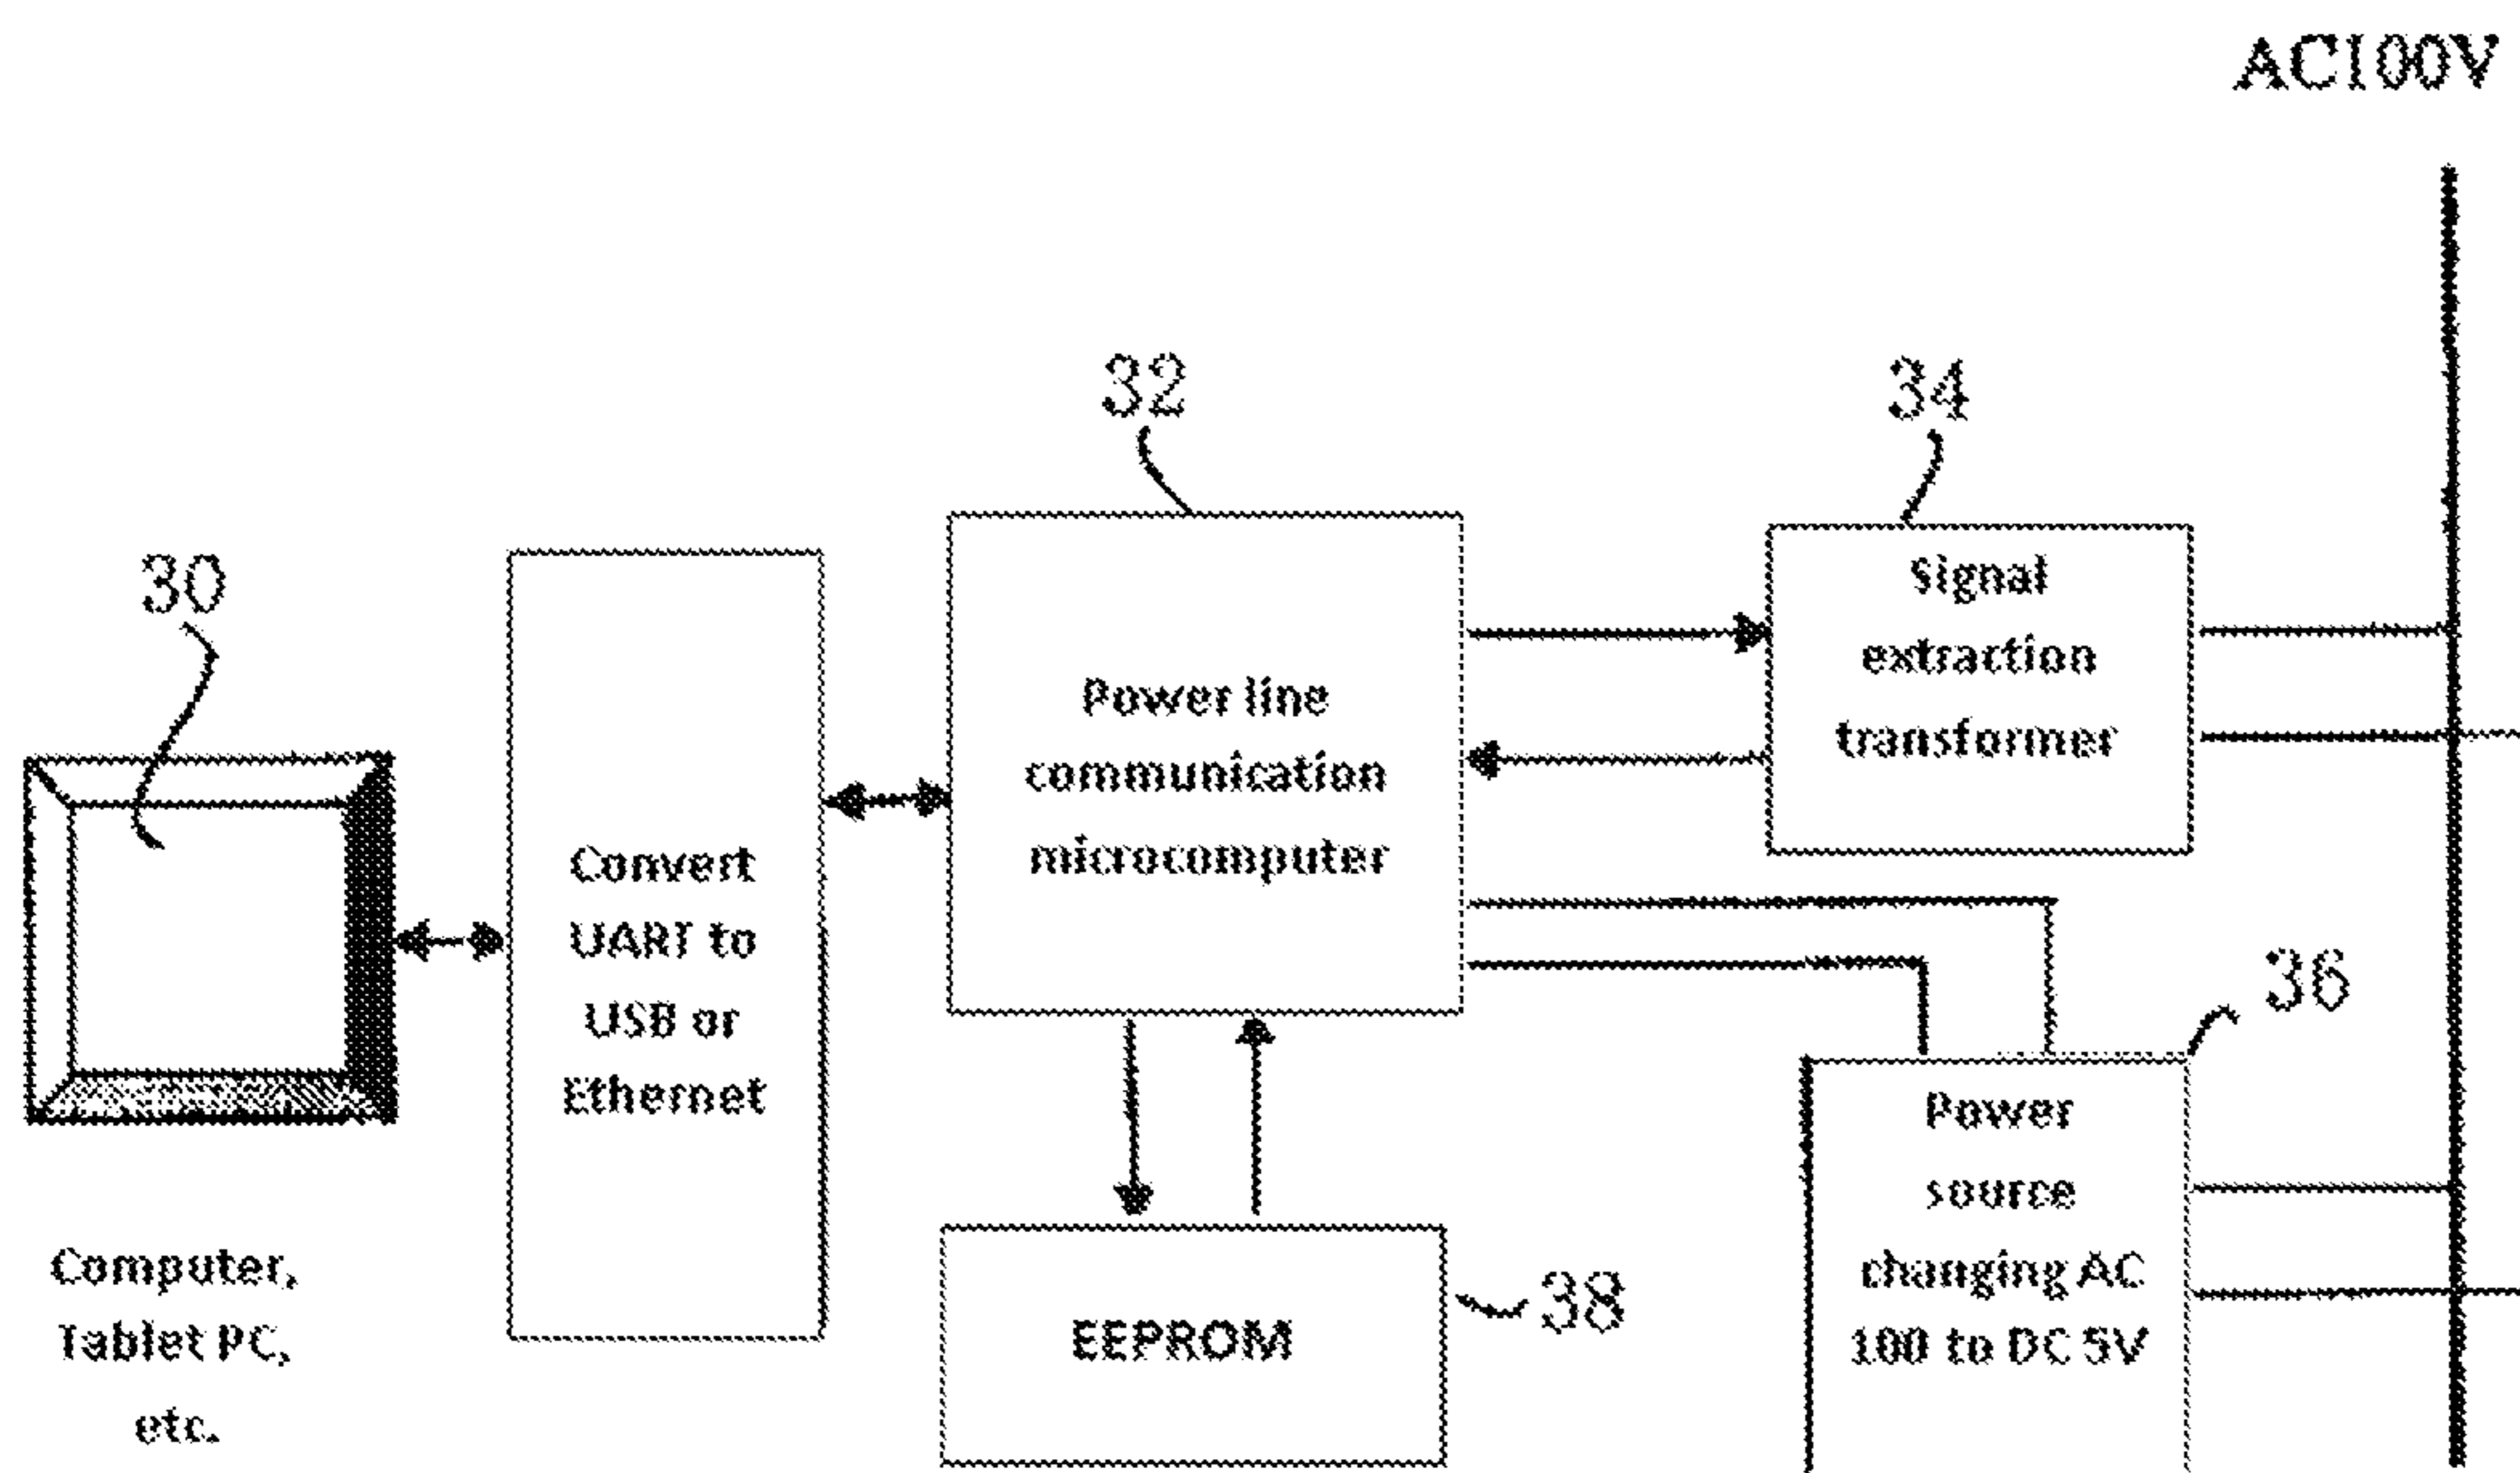 AC100V
32
34
30
Signal
extraction
transformer
Power line
communication
microcomputer
Convert
UART to
USB or
Ethernet
36
Power
source
changing AC
100 to DC 5V
Computer,
Tablet PC,
etc.
EEPROM
38